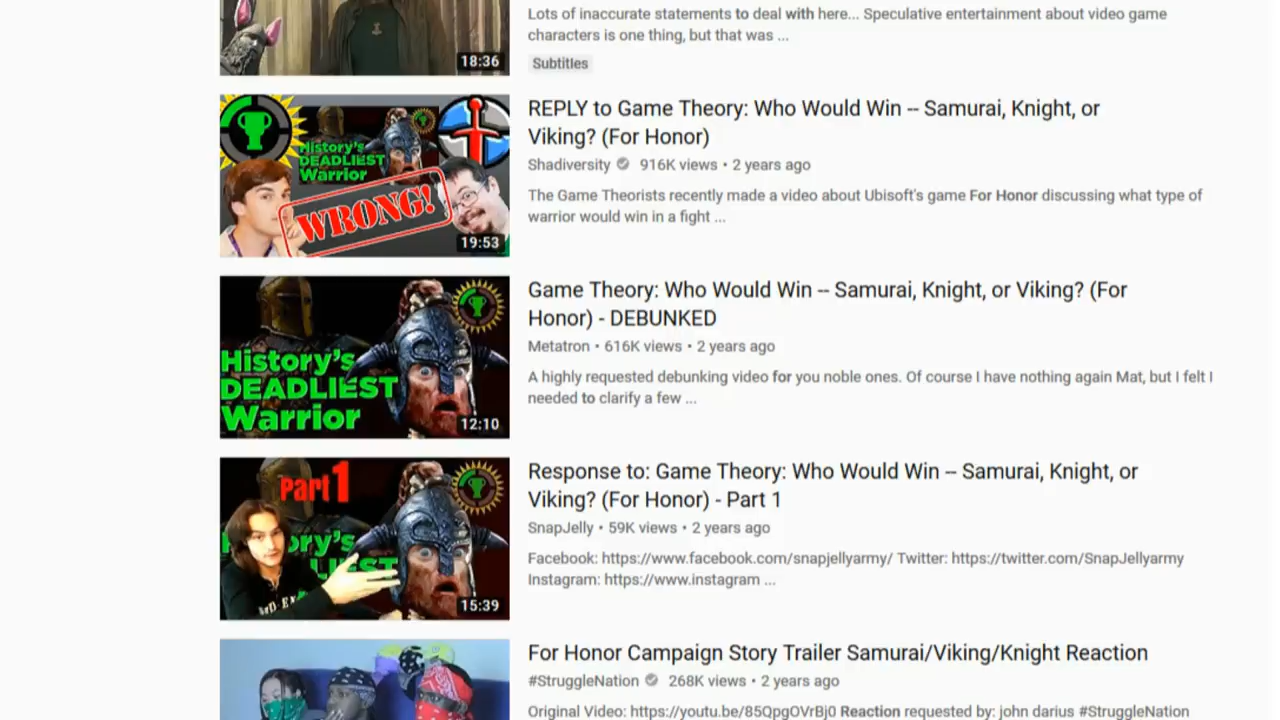 Lots of inaccurate statements to deal with here... Speculative entertainment about video game
characters is one thing, but that was ...
18:36
Subtitles
REPLY to Game Theory: Who Would Win -- Samurai, Knight, or
Viking? (For Honor)
Shadiversity 916K views • 2 years ago
The Game Theorists recently made a video about Ubisoft's game For Honor discussing what type of
warrior would win in a fight ...
History's
DEADLIEST
Warrior
WRONG!
19:53
Game Theory: Who Would Win -- Samurai, Knight, or Viking? (For
Honor) - DEBUNKED
Metatron • 616K views • 2 years ago
A highly requested debunking video for you noble ones. Of course I have nothing again Mat, but I felt I
needed to clarify a few ...
History's
DEADLIEST
Warrior
12:10
Response to: Game Theory: Who Would Win -- Samurai, Knight, or
Viking? (For Honor) - Part 1
SnapJelly • 59K views • 2 years ago
Facebook: https://www.facebook.com/snapjellyarmy/ Twitter: https://twitter.com/SnapJellyarmy
Instagram: https://www.instagram ...
Part 1
15:39
For Honor Campaign Story Trailer Samurai/Viking/Knight Reaction
#StruggleNation 268K views • 2 years ago
Original Video: https://youtu.be/85QpgOVrBj0 Reaction requested by: john darius #StruggleNation